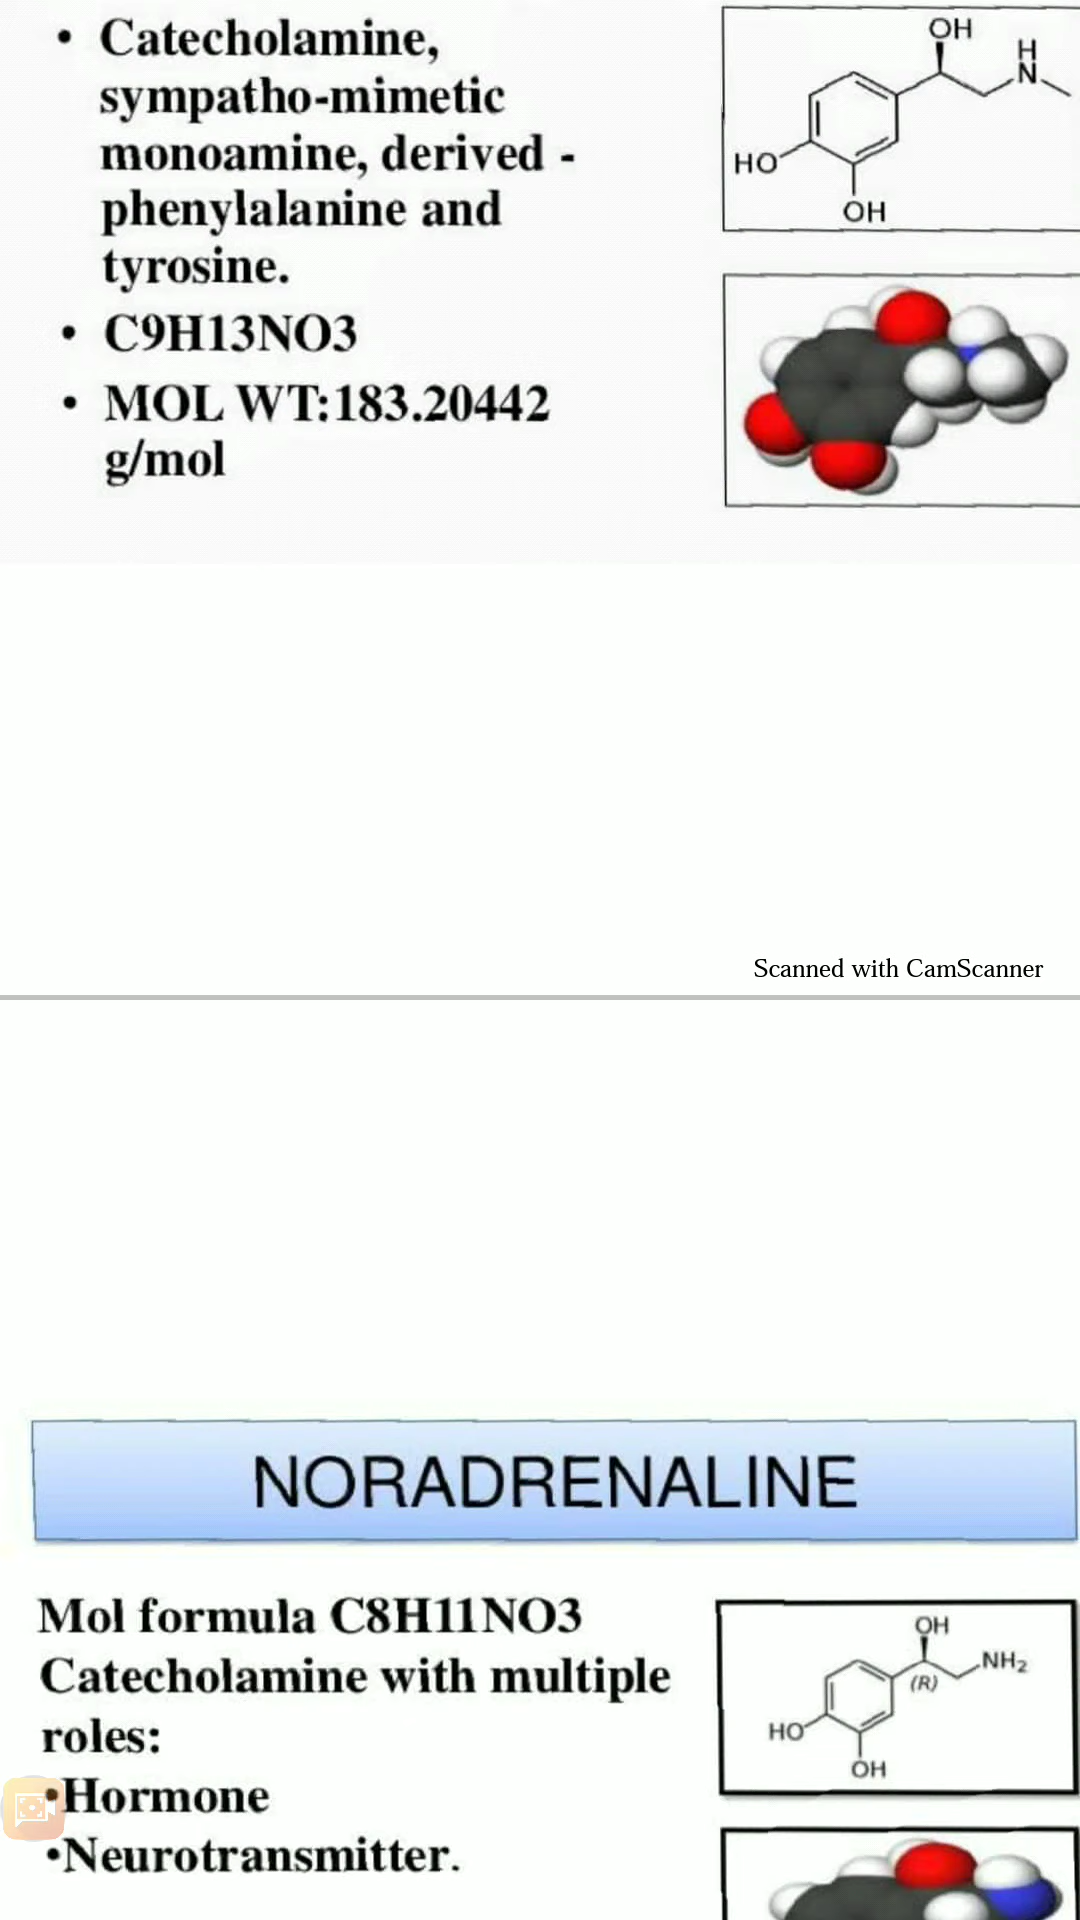 • Catecholamine,
sympatho-mimetic
monoamine, derived -
phenylalanine and
tyrosine.
• C9H13NO3
• MOL WT:183.20442
g/mol
OH
H
N
HO
OH
Scanned with CamScanner
NORADRENALINE
Mol formula C8H11NO3
Catecholamine with multiple
roles:
•Hormone
•Neurotransmitter.
OH
NH2
(R)
HO
OH